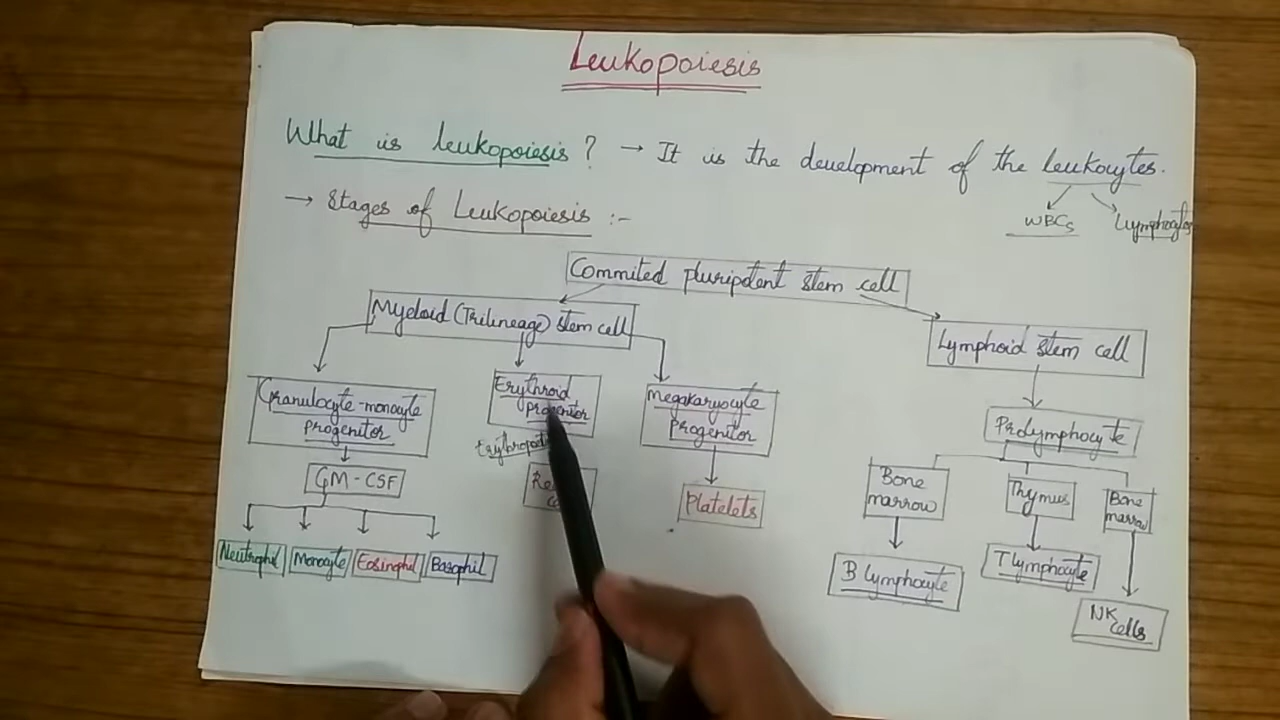 Leukopoiesis
What is leukopoiesis? → It is the development of the leukocytes.
WBCs
Lymphocytes
→ Stages of Leukopoiesis :-
Commited pluripotent stem cell
Myeloid (Trilineage) stem cell
Lymphoid stem cell
Granulocyte-monocyte
progenitor
Erythroid
progenitor
Megakaryocyte
Progenitor
Prolymphocyte
GM-CSF
Platelets
Bone
marrow
Thymus
Bone
marrow
Neutrophil
Monocyte
Eosinophil
Basophil
B lymphocyte
T lymphocyte
NK
cells